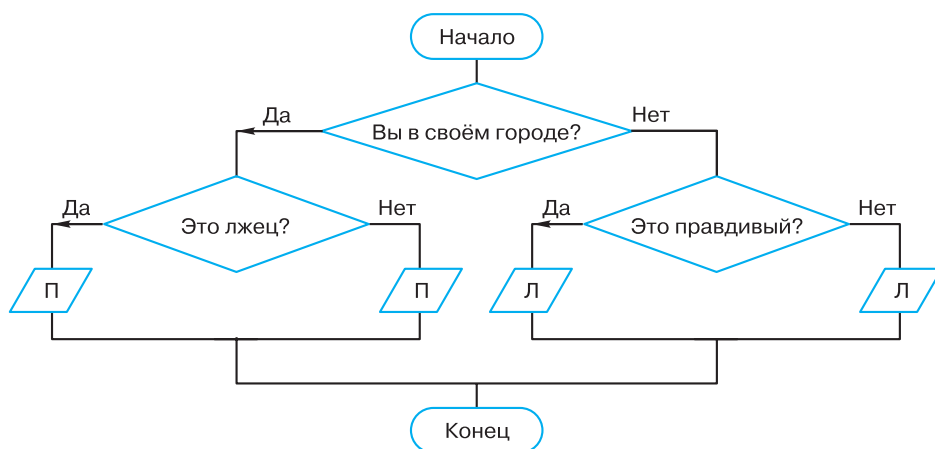 Начало
Да
Вы в своём городе?
Нет
Да
Это лжец?
Нет
Да
Это правдивый?
Нет
П
П
Л
Л
Конец